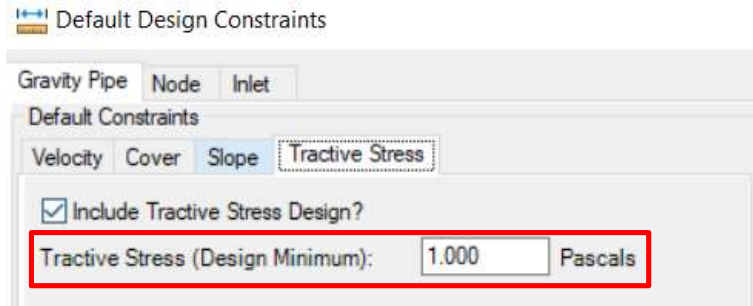 Default Design Constraints
Gravity Pipe Node Inlet
Default Constraints
Velocity Cover Slope Tractive Stress
Include Tractive Stress Design?
Tractive Stress (Design Minimum): 1.000 Pascals